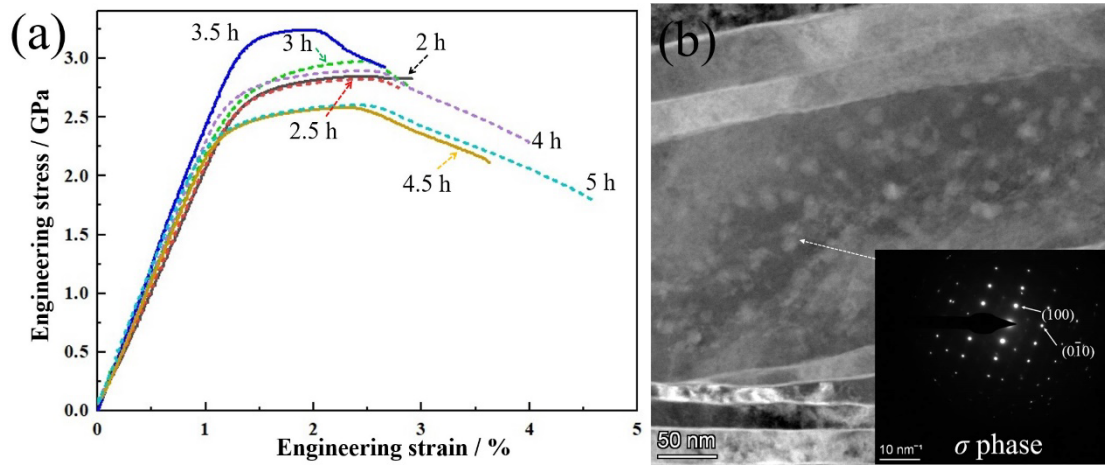 (a)
3.5 h
3 h
2 h
2.5 h
4 h
4.5 h
5 h
3.0
2.5
2.0
1.5
1.0
0.5
0.0
0
1
2
3
4
5
Engineering stress / GPa
Engineering strain / %
(b)
50 nm
(100)
(01̄0)
10 nm⁻¹
σ phase